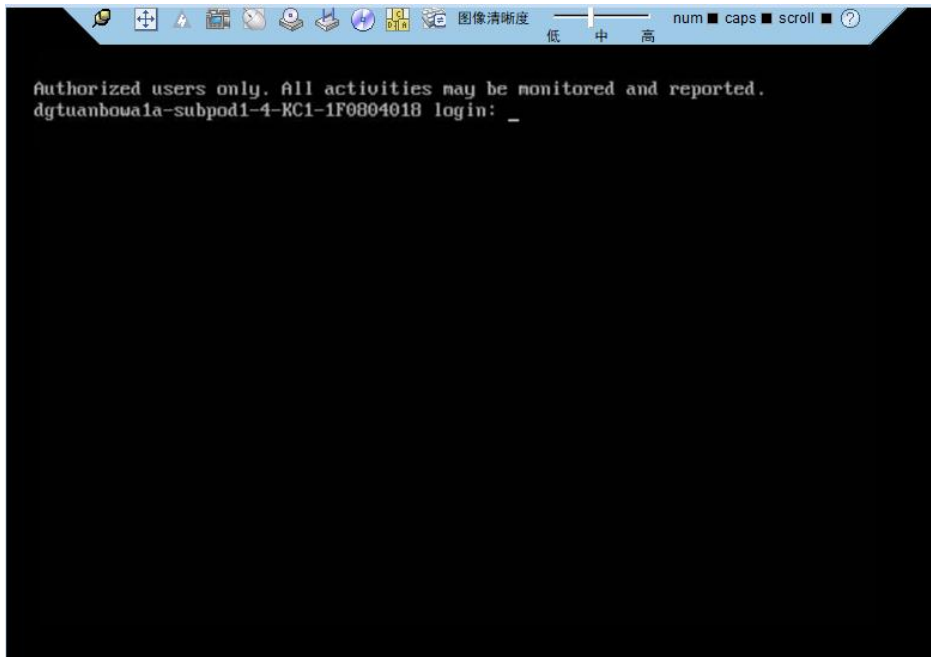 图像清晰度 num caps scroll ?
低 中 高
Authorized users only. All activities may be monitored and reported.
dgtuanbowa1a-subpod1-4-KC1-1F0804018 login: _